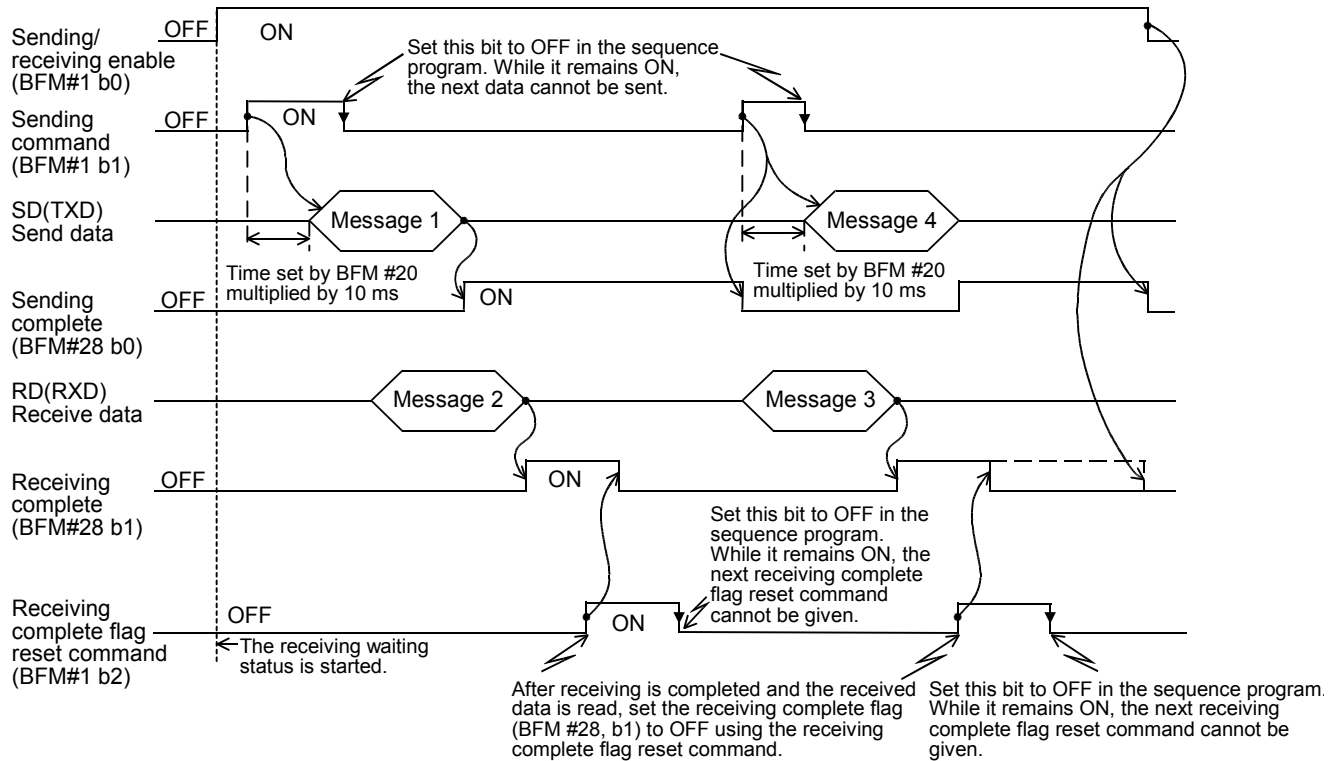 Sending/
receiving enable
(BFM#1 b0)
OFF
ON
Set this bit to OFF in the sequence
program. While it remains ON,
the next data cannot be sent.
Sending
command
(BFM#1 b1)
OFF
ON
SD(TXD)
Send data
Message 1
Message 4
Time set by BFM #20
multiplied by 10 ms
Time set by BFM #20
multiplied by 10 ms
Sending
complete
(BFM#28 b0)
OFF
ON
RD(RXD)
Receive data
Message 2
Message 3
Receiving
complete
(BFM#28 b1)
OFF
ON
Set this bit to OFF in the
sequence program.
While it remains ON, the
next receiving complete
flag reset command
cannot be given.
Receiving
complete flag
reset command
(BFM#1 b2)
OFF
ON
The receiving waiting
status is started.
After receiving is completed and the received
data is read, set the receiving complete flag
(BFM #28, b1) to OFF using the receiving
complete flag reset command.
Set this bit to OFF in the sequence program.
While it remains ON, the next receiving
complete flag reset command cannot be
given.